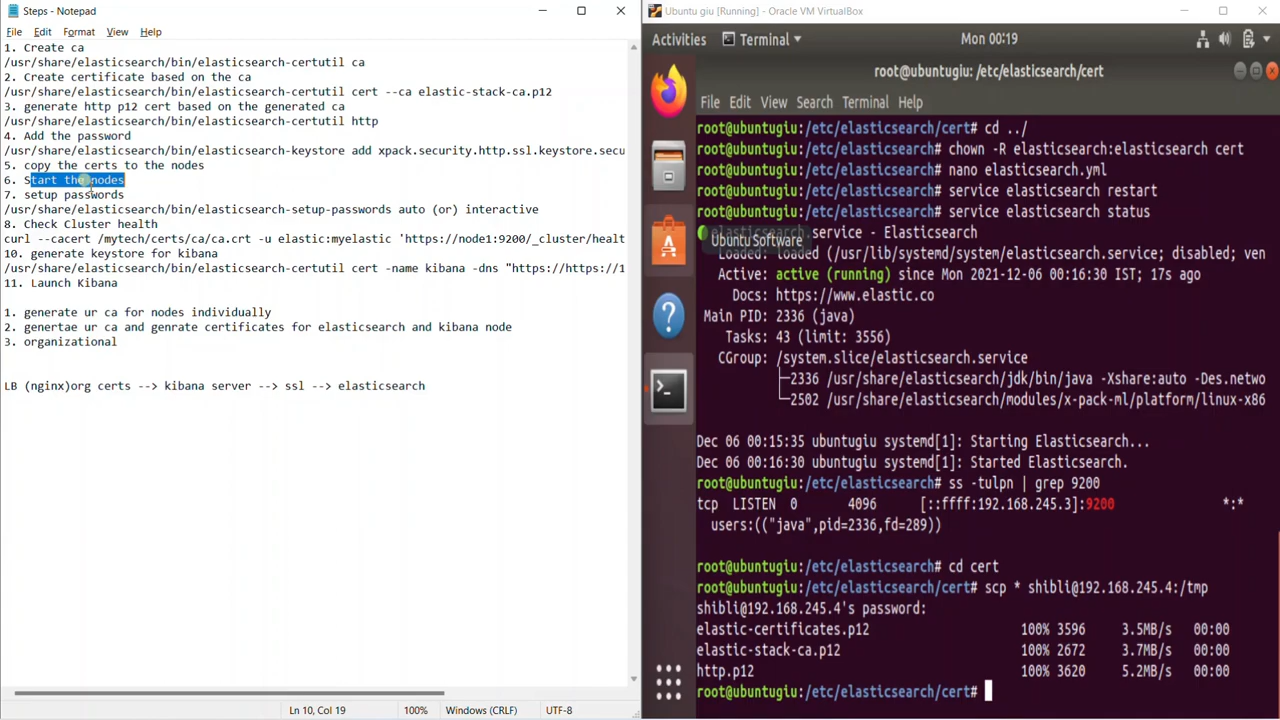 Steps - Notepad
File Edit Format View Help
1. Create ca
/usr/share/elasticsearch/bin/elasticsearch-certutil ca
2. Create certificate based on the ca
/usr/share/elasticsearch/bin/elasticsearch-certutil cert --ca elastic-stack-ca.p12
3. generate http p12 cert based on the generated ca
/usr/share/elasticsearch/bin/elasticsearch-certutil http
4. Add the password
/usr/share/elasticsearch/bin/elasticsearch-keystore add xpack.security.http.ssl.keystore.secu
5. copy the certs to the nodes
6. Start the nodes
7. setup passwords
/usr/share/elasticsearch/bin/elasticsearch-setup-passwords auto (or) interactive
8. Check Cluster health
curl --cacert /mytech/certs/ca/ca.crt -u elastic:myelastic 'https://node1:9200/_cluster/healt
10. generate keystore for kibana
/usr/share/elasticsearch/bin/elasticsearch-certutil cert -name kibana -dns "https://https://1
11. Launch Kibana
1. generate ur ca for nodes individually
2. genertae ur ca and genrate certificates for elasticsearch and kibana node
3. organizational
LB (nginx)org certs --> kibana server --> ssl --> elasticsearch
Ln 10, Col 19 100% Windows (CRLF) UTF-8
Ubuntu giu [Running] - Oracle VM VirtualBox
Activities Terminal Mon 00:19
root@ubuntugiu: /etc/elasticsearch/cert
File Edit View Search Terminal Help
root@ubuntugiu:/etc/elasticsearch/cert# cd ../
root@ubuntugiu:/etc/elasticsearch# chown -R elasticsearch:elasticsearch cert
root@ubuntugiu:/etc/elasticsearch# nano elasticsearch.yml
root@ubuntugiu:/etc/elasticsearch# service elasticsearch restart
root@ubuntugiu:/etc/elasticsearch# service elasticsearch status
elasticsearch.service - Elasticsearch
Ubuntu Software
Loaded: loaded (/usr/lib/systemd/system/elasticsearch.service; disabled; ven
Active: active (running) since Mon 2021-12-06 00:16:30 IST; 17s ago
Docs: https://www.elastic.co
Main PID: 2336 (java)
Tasks: 43 (limit: 3556)
CGroup: /system.slice/elasticsearch.service
├─2336 /usr/share/elasticsearch/jdk/bin/java -Xshare:auto -Des.netwo
└─2502 /usr/share/elasticsearch/modules/x-pack-ml/platform/linux-x86
Dec 06 00:15:35 ubuntugiu systemd[1]: Starting Elasticsearch...
Dec 06 00:16:30 ubuntugiu systemd[1]: Started Elasticsearch.
root@ubuntugiu:/etc/elasticsearch# ss -tulpn | grep 9200
tcp LISTEN 0 4096 [::ffff:192.168.245.3]:9200 *:*
users:(("java",pid=2336,fd=289))
root@ubuntugiu:/etc/elasticsearch# cd cert
root@ubuntugiu:/etc/elasticsearch/cert# scp * shibli@192.168.245.4:/tmp
shibli@192.168.245.4's password:
elastic-certificates.p12 100% 3596 3.5MB/s 00:00
elastic-stack-ca.p12 100% 2672 3.7MB/s 00:00
http.p12 100% 3620 5.2MB/s 00:00
root@ubuntugiu:/etc/elasticsearch/cert#